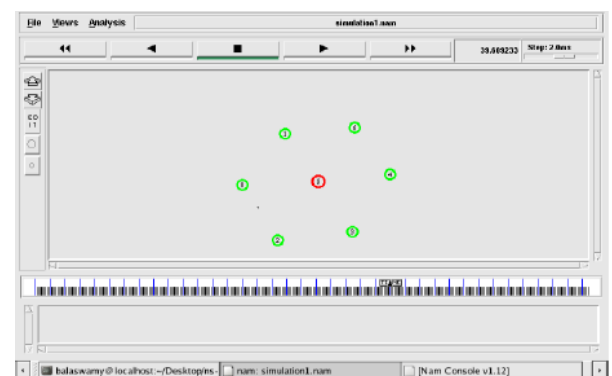 File Views Analysis simulation1.nam
39.689233 Step: 2.0ms
balaswamy@localhost:~/Desktop/ns- nam: simulation1.nam [Nam Console v1.12]